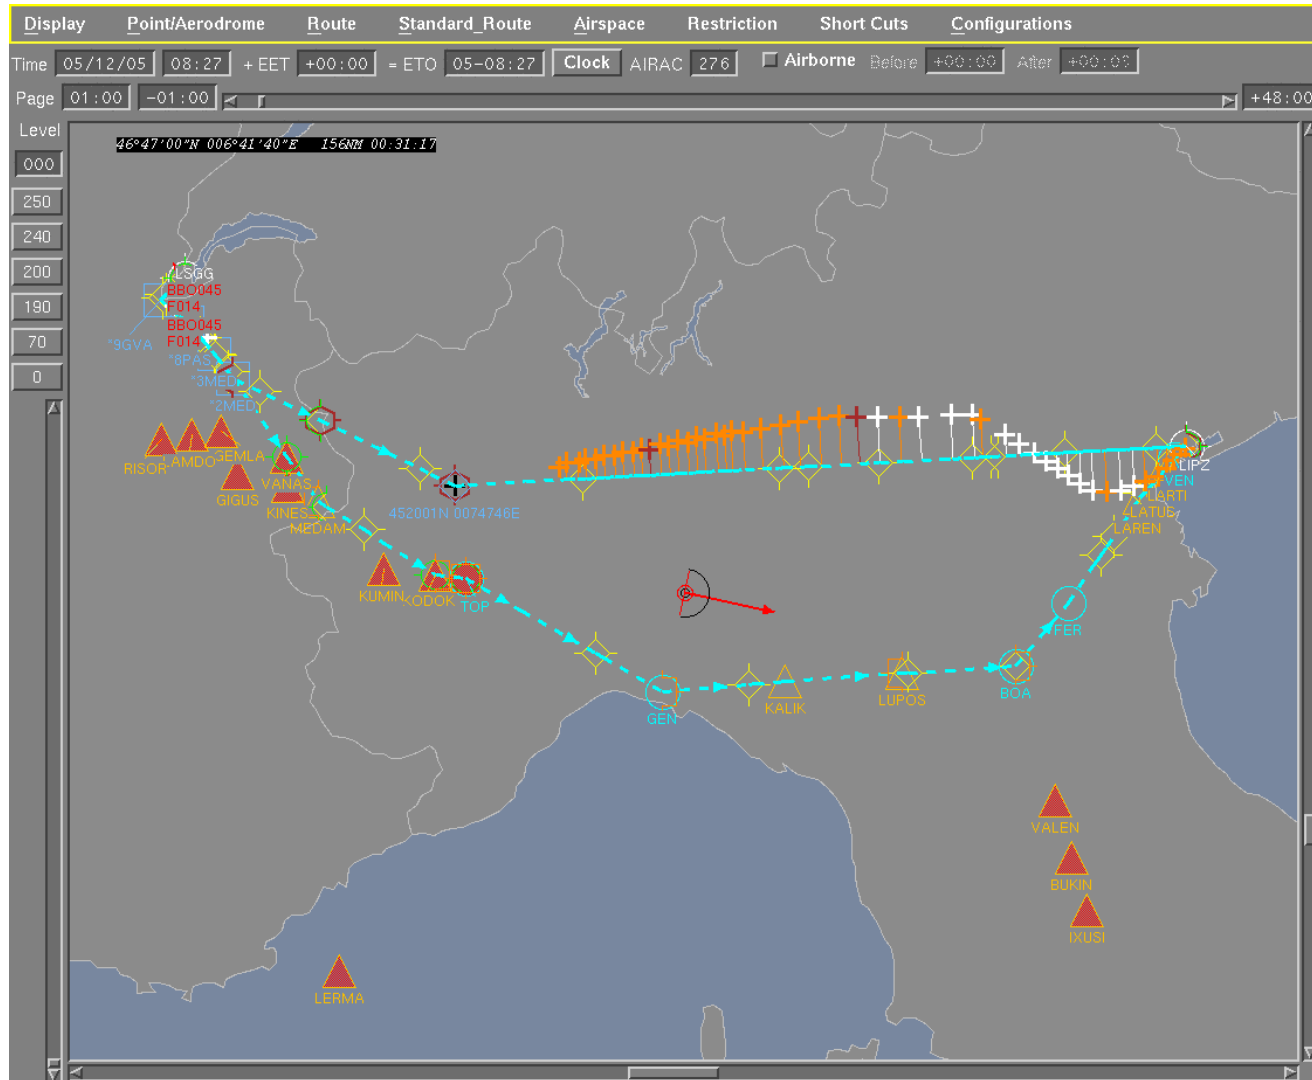 Display Point/Aerodrome Route Standard_Route Airspace Restriction Short Cuts Configurations
Time 05/12/05 08:27 + EET +00:00 = ETO 05-08:27 Clock AIRAC 276 Airborne Before +00:00 After +00:05
Page 01:00 -01:00 +48:00
Level
46°47'00"N 006°41'40"E 156NM 00:31:17
000
250
240
200
190
70
0
LSGG
BBO045
F014
BBO045
F014
*9GVA
*8PAS
*3MED
*2MED
RISOR
LAMDO
GEMLA
GIGUS
VANAS
KINES
MEDAM
452001N 0074746E
LIPZ
VEN
LARTI
LATUS
LAREN
KUMIN
KODOK
TOP
FER
GEN
KALIK
LUPOS
BOA
VALEN
BUKIN
IXUSI
LERMA